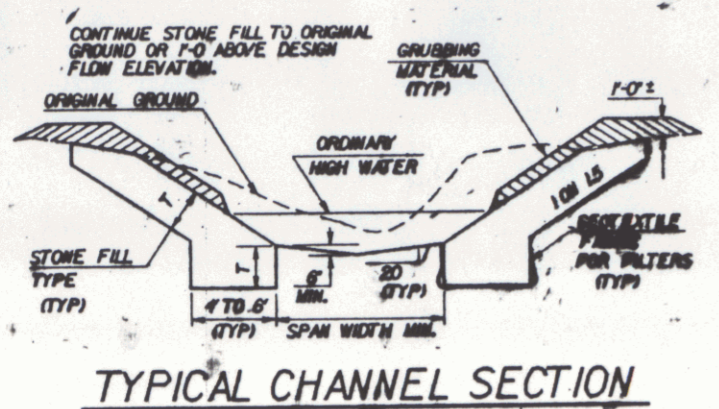 CONTINUE STONE FILL TO ORIGINAL
GROUND OR 1'-0 ABOVE DESIGN
FLOW ELEVATION.
GRUBBING
MATERIAL
(TYP)
1'-0" ±
ORIGINAL GROUND
ORDINARY
HIGH WATER
T
1 ON 1.5
STONE FILL
TYPE
(TYP)
T
6"
MIN.
20
(TYP)
GEOTEXTILE
FOR FILTERS
(TYP)
4' TO 6'
(TYP)
SPAN WIDTH MIN.
TYPICAL CHANNEL SECTION